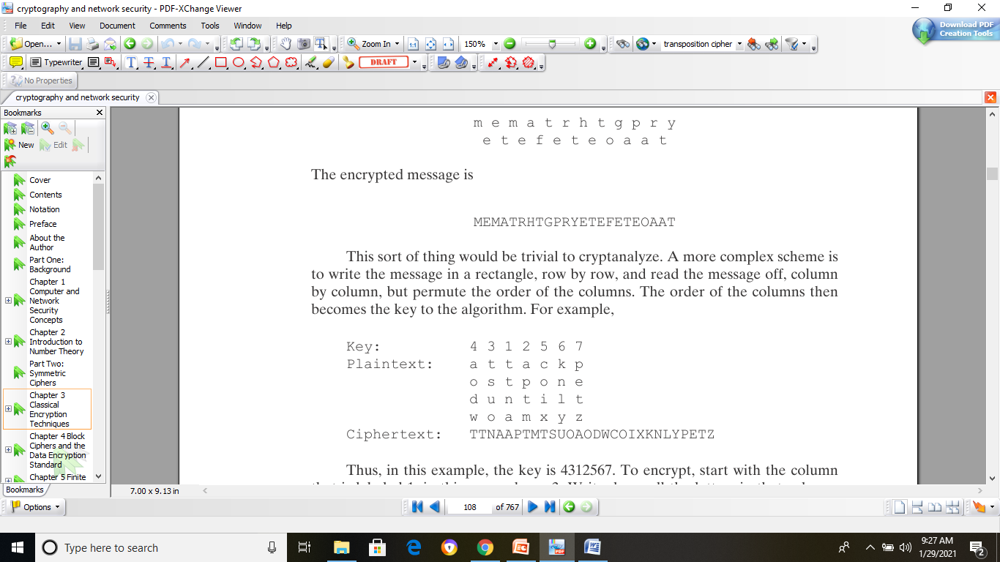 cryptography and network security - PDF-XChange Viewer
File Edit View Document Comments Tools Window Help
Download PDF
Creation Tools
Open... Zoom In 1:1 150% transposition cipher
Typewriter T T T DRAFT
No Properties
cryptography and network security
Bookmarks
New Edit
Cover
Contents
Notation
Preface
About the
Author
Part One:
Background
Chapter 1
Computer and
Network
Security
Concepts
Chapter 2
Introduction to
Number Theory
Part Two:
Symmetric
Ciphers
Chapter 3
Classical
Encryption
Techniques
Chapter 4 Block
Ciphers and the
Data Encryption
Standard
Chapter 5 Finite
Bookmarks
m e m a t r h t g p r y
e t e f e t e o a a t
The encrypted message is
MEMATRHTGPRYETEFETEOAAT
This sort of thing would be trivial to cryptanalyze. A more complex scheme is
to write the message in a rectangle, row by row, and read the message off, column
by column, but permute the order of the columns. The order of the columns then
becomes the key to the algorithm. For example,
Key: 4 3 1 2 5 6 7
Plaintext: a t t a c k p
o s t p o n e
d u n t i l t
w o a m x y z
Ciphertext: TTNAAPTMTSUOAODWCOIXKNLYPETZ
Thus, in this example, the key is 4312567. To encrypt, start with the column
7.00 x 9.13 in
Options 108 of 767
Type here to search
9:27 AM
1/29/2021
2